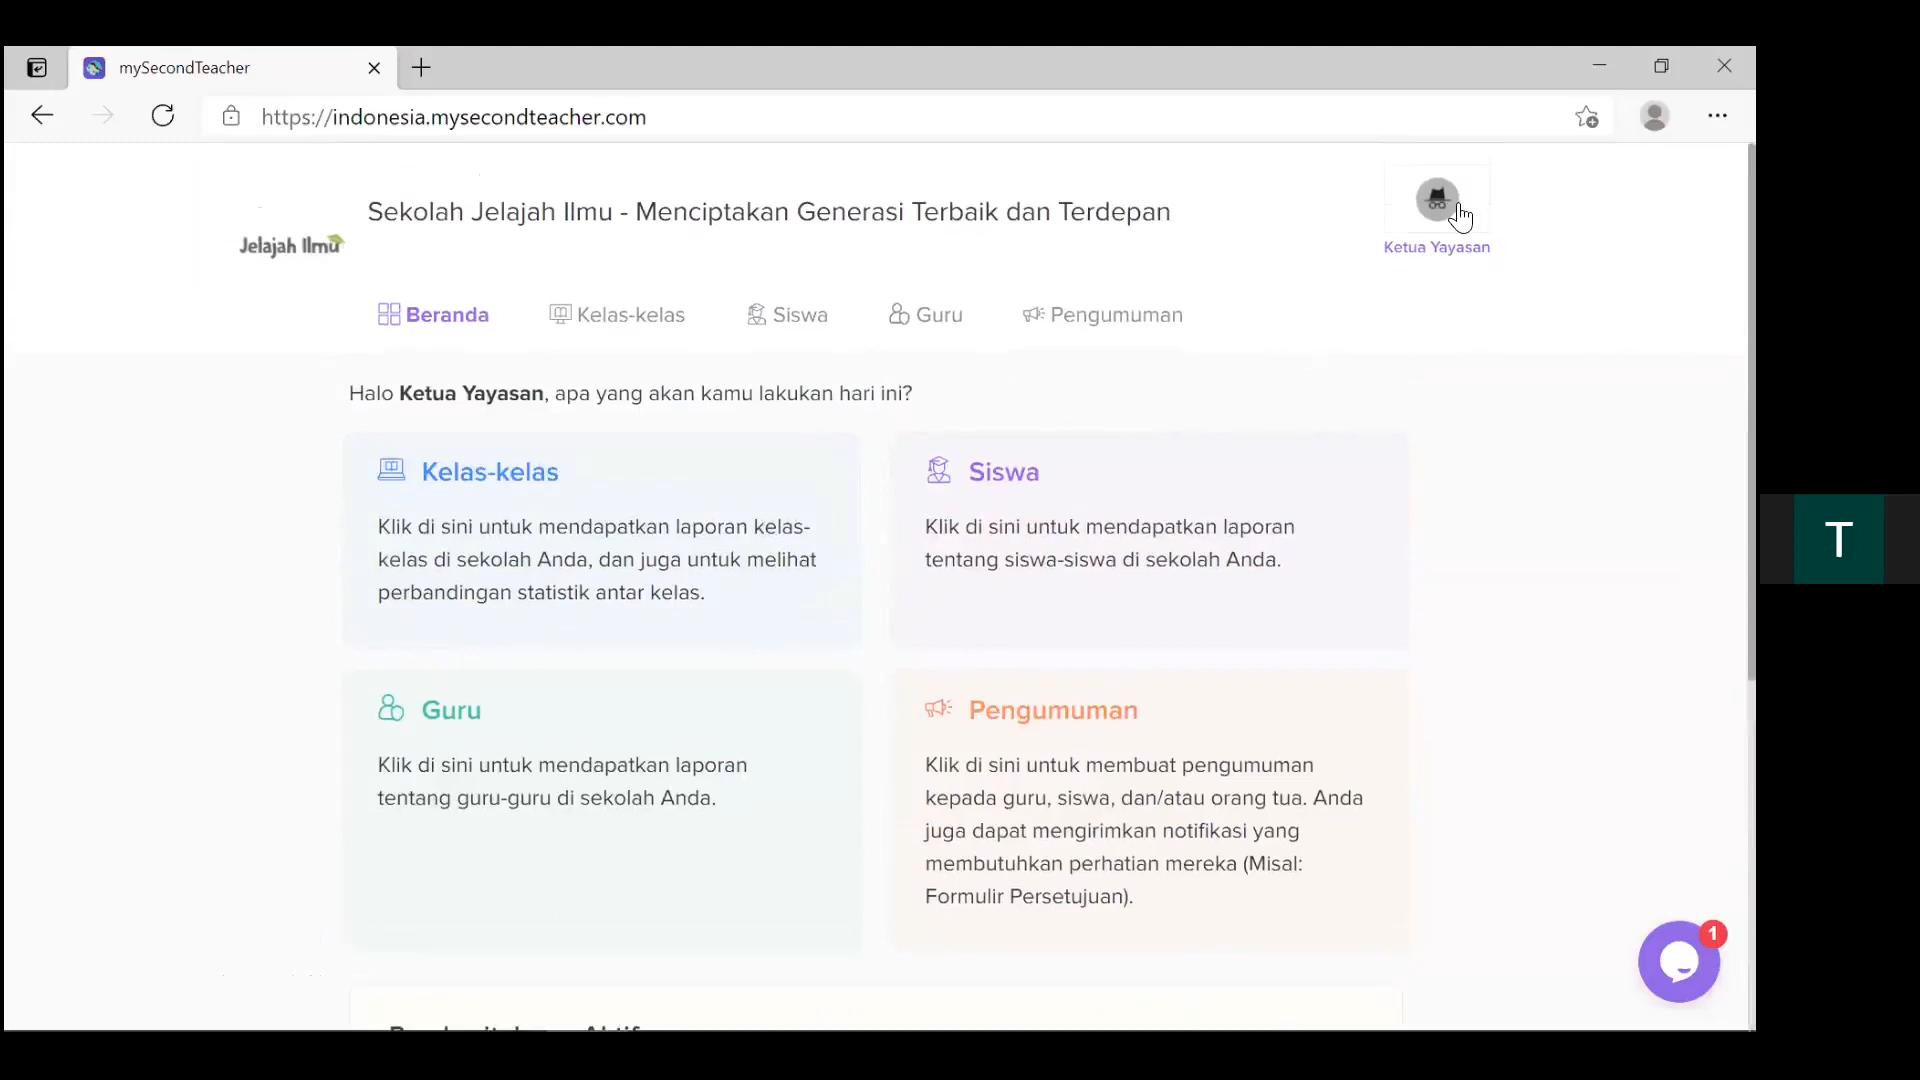 mySecondTeacher
https://indonesia.mysecondteacher.com
Sekolah Jelajah Ilmu - Menciptakan Generasi Terbaik dan Terdepan
Jelajah Ilmu
Ketua Yayasan
Beranda
Kelas-kelas
Siswa
Guru
Pengumuman
Halo Ketua Yayasan, apa yang akan kamu lakukan hari ini?
Kelas-kelas
Klik di sini untuk mendapatkan laporan kelas-
kelas di sekolah Anda, dan juga untuk melihat
perbandingan statistik antar kelas.
Siswa
Klik di sini untuk mendapatkan laporan
tentang siswa-siswa di sekolah Anda.
Guru
Klik di sini untuk mendapatkan laporan
tentang guru-guru di sekolah Anda.
Pengumuman
Klik di sini untuk membuat pengumuman
kepada guru, siswa, dan/atau orang tua. Anda
juga dapat mengirimkan notifikasi yang
membutuhkan perhatian mereka (Misal:
Formulir Persetujuan).
1
T